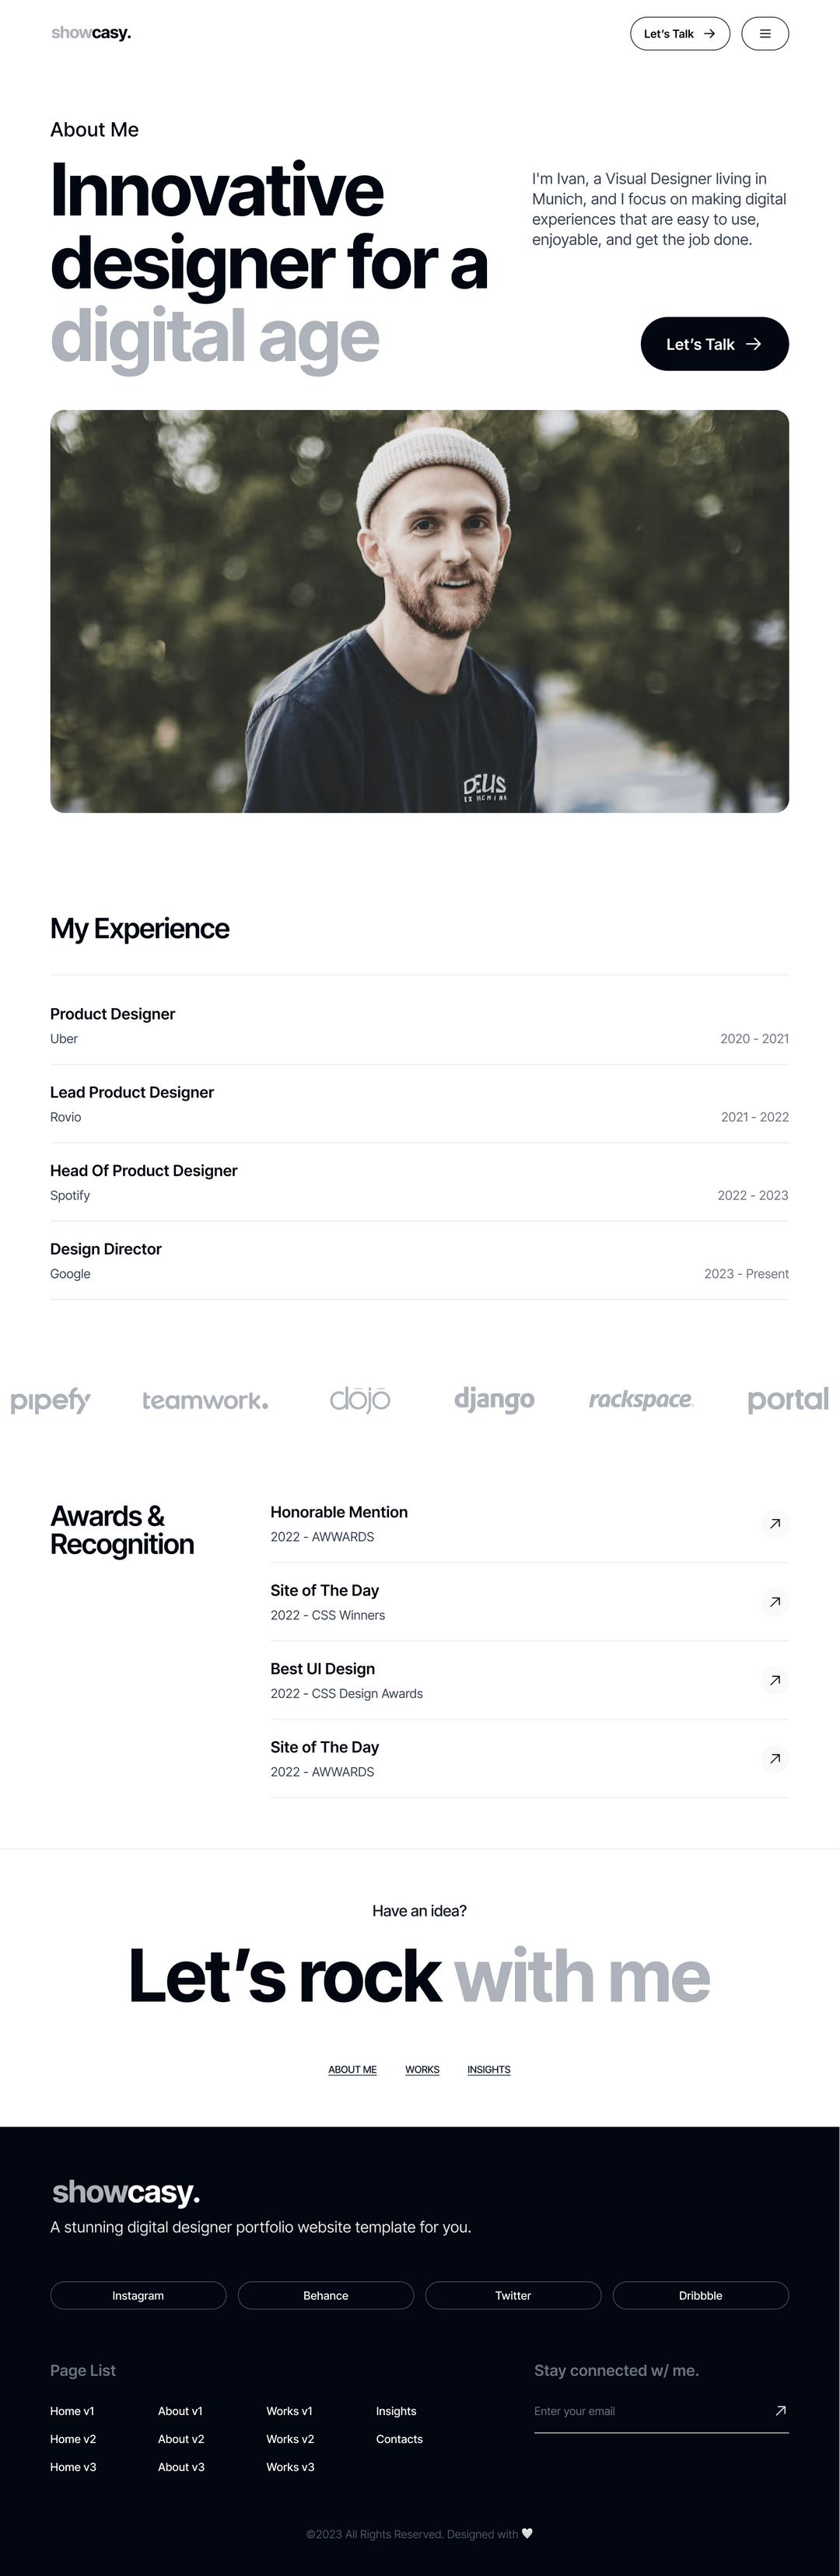 showcasy.
Let's Talk
About Me
Innovative
designer for a
digital age
I'm Ivan, a Visual Designer living in
Munich, and I focus on making digital
experiences that are easy to use,
enjoyable, and get the job done.
Let's Talk
DEUS
EX MCHINA
My Experience
Product Designer
Uber
2020 - 2021
Lead Product Designer
Rovio
2021 - 2022
Head Of Product Designer
Spotify
2022 - 2023
Design Director
Google
2023 - Present
pipefy teamwork. dōjō django rackspace portal
Awards &
Recognition
Honorable Mention
2022 - AWWARDS
Site of The Day
2022 - CSS Winners
Best UI Design
2022 - CSS Design Awards
Site of The Day
2022 - AWWARDS
Have an idea?
Let's rock with me
ABOUT ME WORKS INSIGHTS
showcasy.
A stunning digital designer portfolio website template for you.
Instagram Behance Twitter Dribbble
Page List
Home v1 About v1 Works v1 Insights
Home v2 About v2 Works v2 Contacts
Home v3 About v3 Works v3
Stay connected w/ me.
Enter your email
©2023 All Rights Reserved. Designed with 🤍